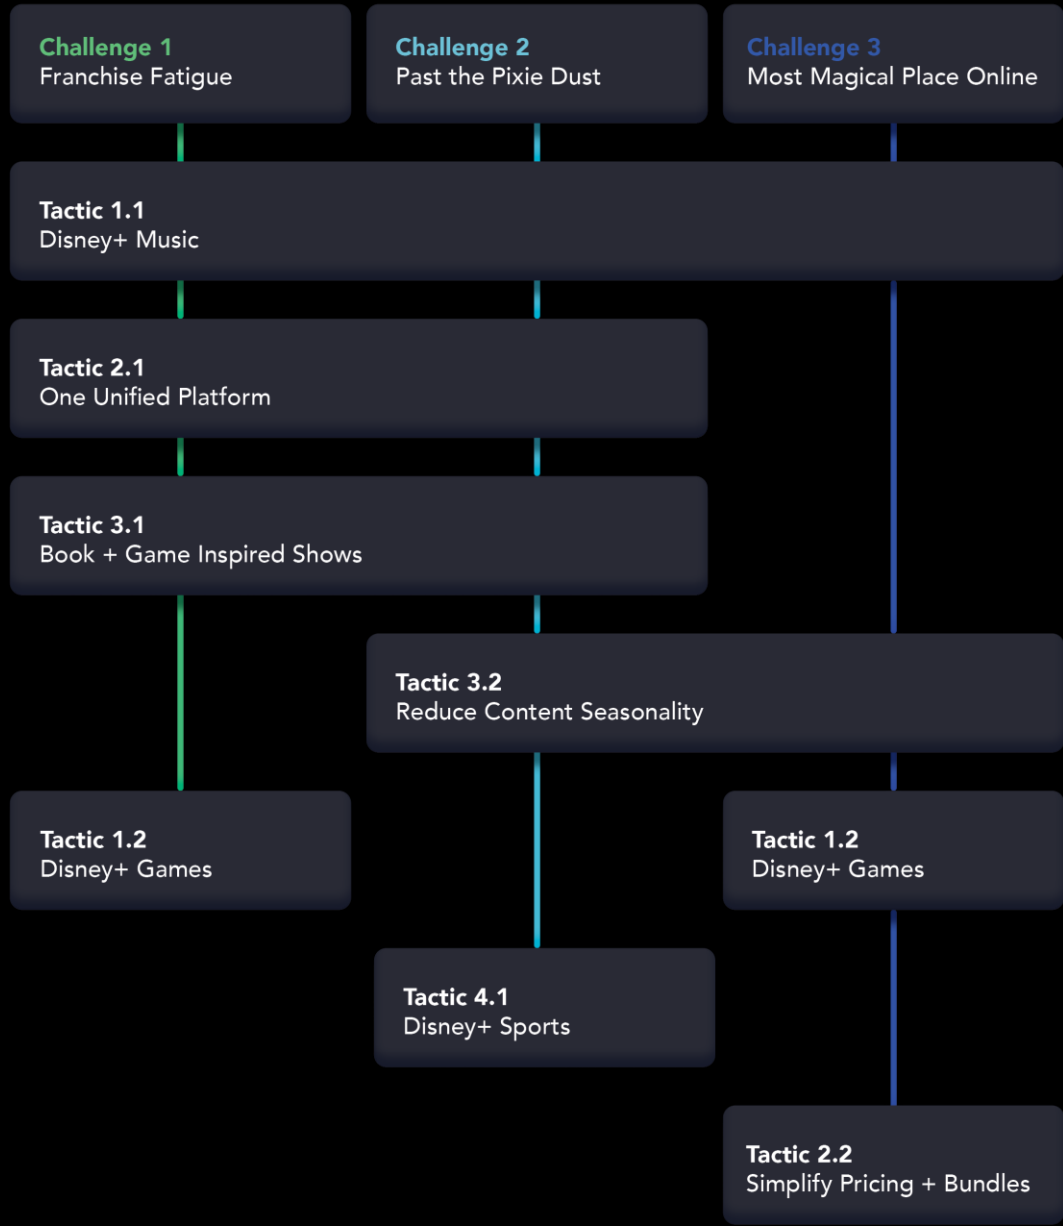 Challenge 1
Franchise Fatigue
Challenge 2
Past the Pixie Dust
Challenge 3
Most Magical Place Online
Tactic 1.1
Disney+ Music
Tactic 2.1
One Unified Platform
Tactic 3.1
Book + Game Inspired Shows
Tactic 3.2
Reduce Content Seasonality
Tactic 1.2
Disney+ Games
Tactic 1.2
Disney+ Games
Tactic 4.1
Disney+ Sports
Tactic 2.2
Simplify Pricing + Bundles